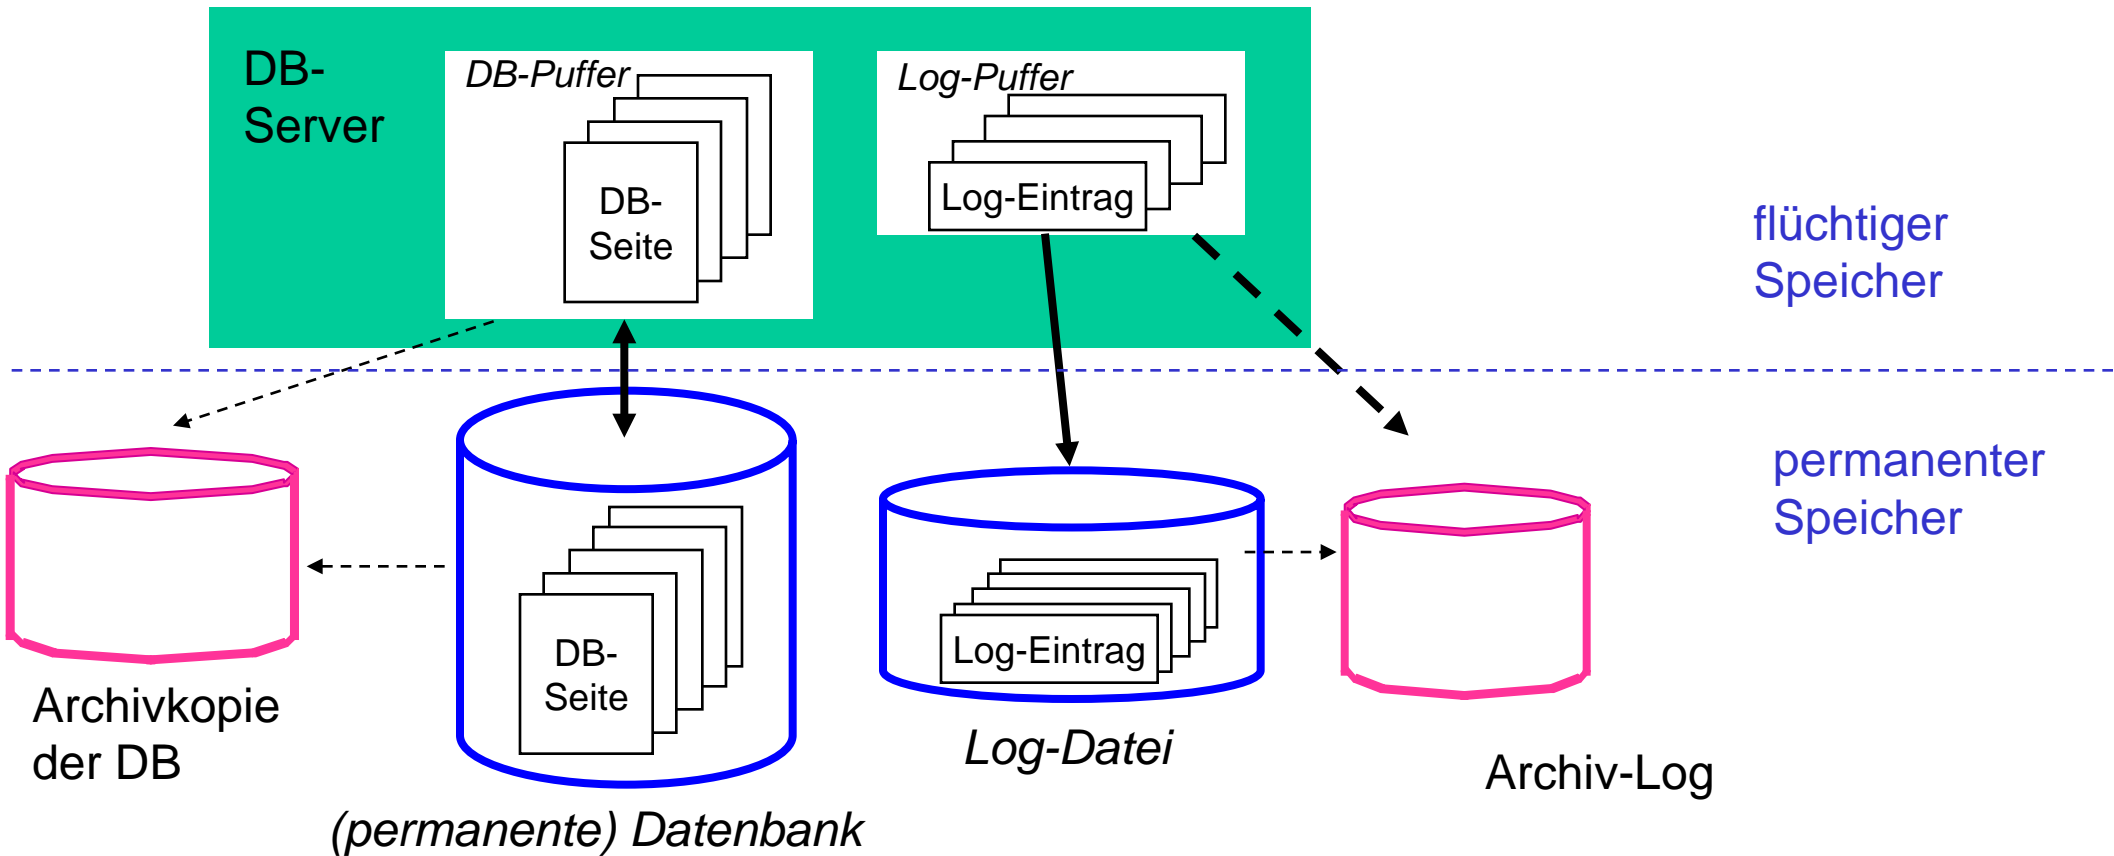 DB-
Server
DB-Puffer
DB-
Seite
Log-Puffer
Log-Eintrag
flüchtiger
Speicher
permanenter
Speicher
Archivkopie
der DB
DB-
Seite
(permanente) Datenbank
Log-Eintrag
Log-Datei
Archiv-Log